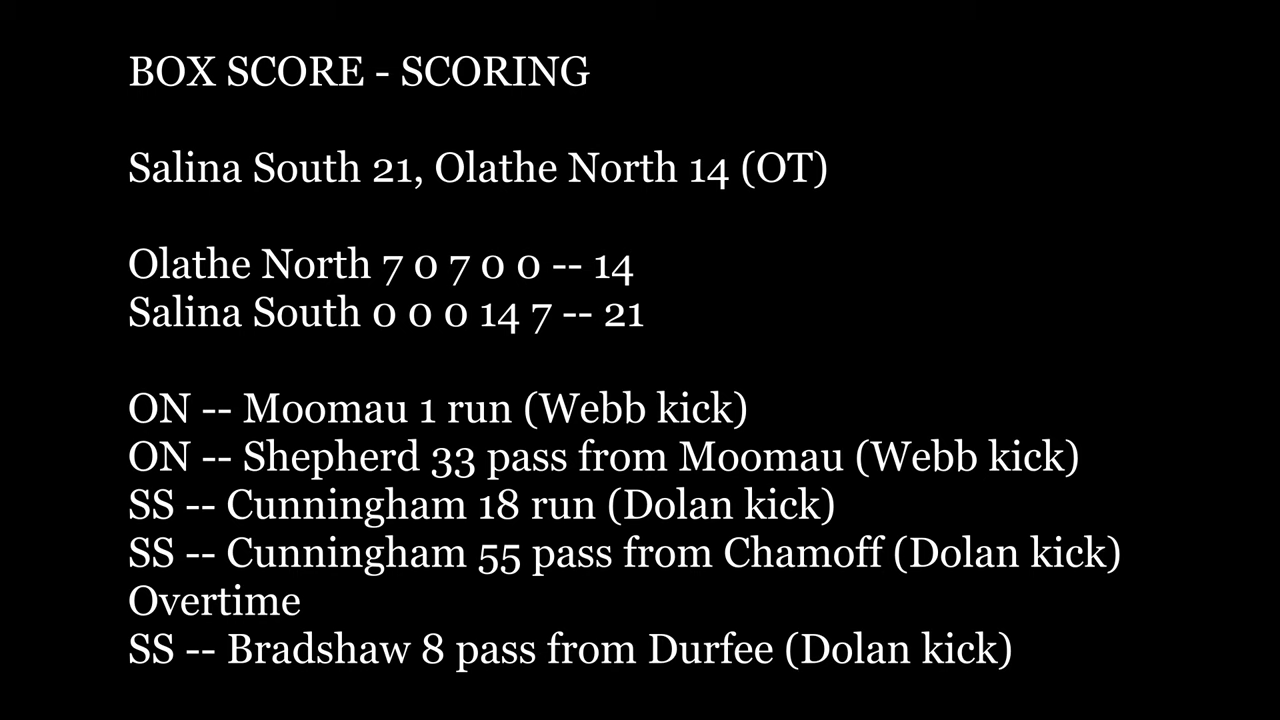 BOX SCORE - SCORING
Salina South 21, Olathe North 14 (OT)
Olathe North 7 0 7 0 0 -- 14
Salina South 0 0 0 14 7 -- 21
ON -- Moomau 1 run (Webb kick)
ON -- Shepherd 33 pass from Moomau (Webb kick)
SS -- Cunningham 18 run (Dolan kick)
SS -- Cunningham 55 pass from Chamoff (Dolan kick)
Overtime
SS -- Bradshaw 8 pass from Durfee (Dolan kick)